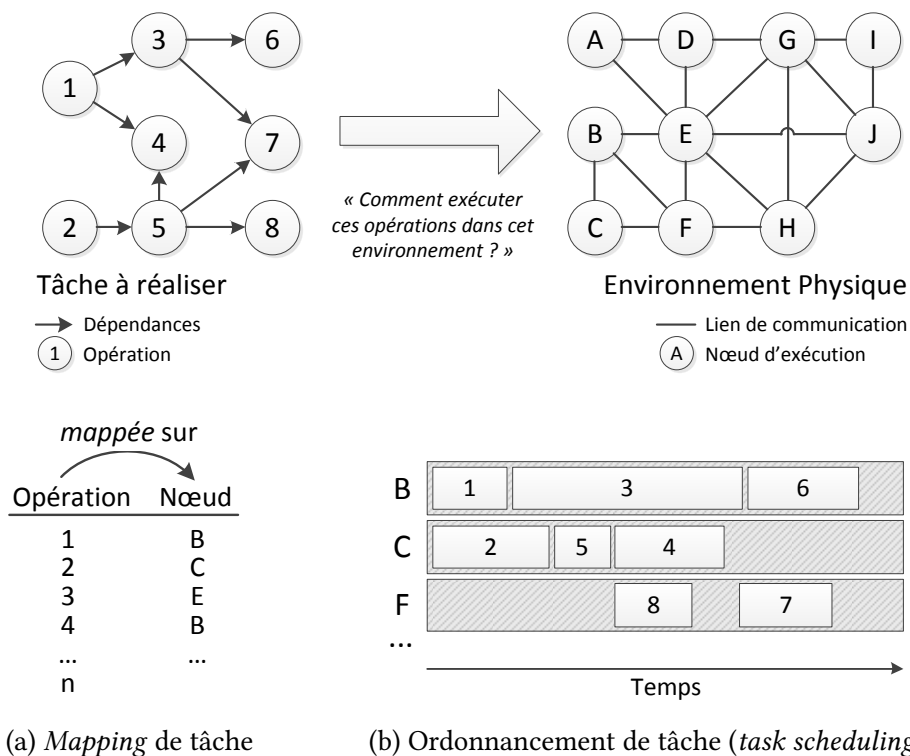 3 6
1
4 7
2 5 8
A D G I
B E J
C F H
« Comment exécuter
ces opérations dans cet
environnement ? »
Tâche à réaliser
Dépendances
1 Opération
Environnement Physique
Lien de communication
A Nœud d’exécution
mappée sur
Opération Nœud
1 B
2 C
3 E
4 B
... ...
n
B 1 3 6
C 2 5 4
F 8 7
...
Temps
(a) Mapping de tâche
(b) Ordonnancement de tâche (task scheduling